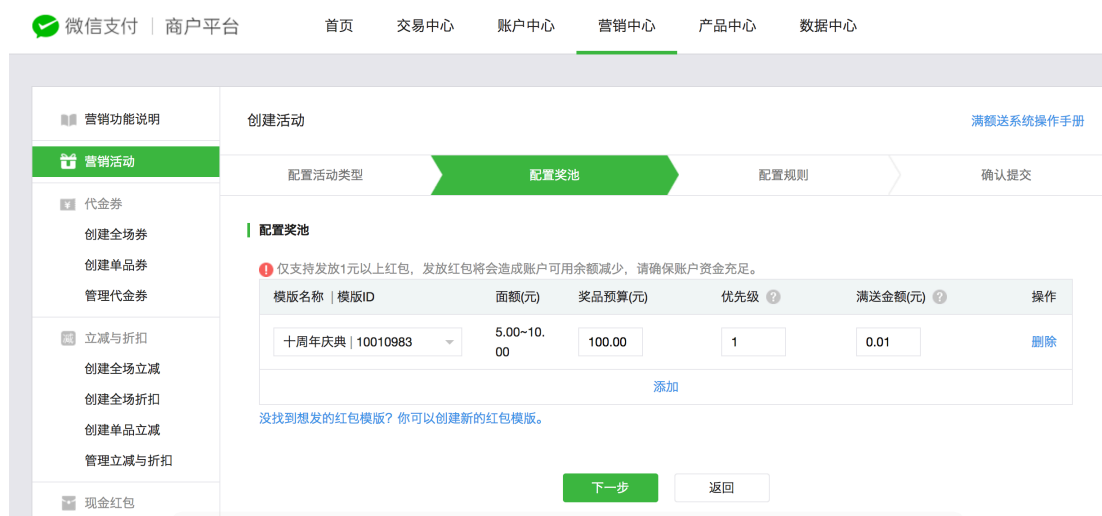 微信支付 | 商户平台
首页 交易中心 账户中心 营销中心 产品中心 数据中心
营销功能说明
营销活动
代金券
创建全场券
创建单品券
管理代金券
立减与折扣
创建全场立减
创建全场折扣
创建单品立减
管理立减与折扣
现金红包
创建活动 满额送系统操作手册
配置活动类型 配置奖池 配置规则 确认提交
配置奖池
仅支持发放1元以上红包，发放红包将会造成账户可用余额减少，请确保账户资金充足。
模版名称 | 模版ID 面额(元) 奖品预算(元) 优先级 ? 满送金额(元) ? 操作
十周年庆典 | 10010983 5.00~10.00 100.00 1 0.01 删除
添加
没找到想发的红包模版？你可以创建新的红包模版。
下一步 返回